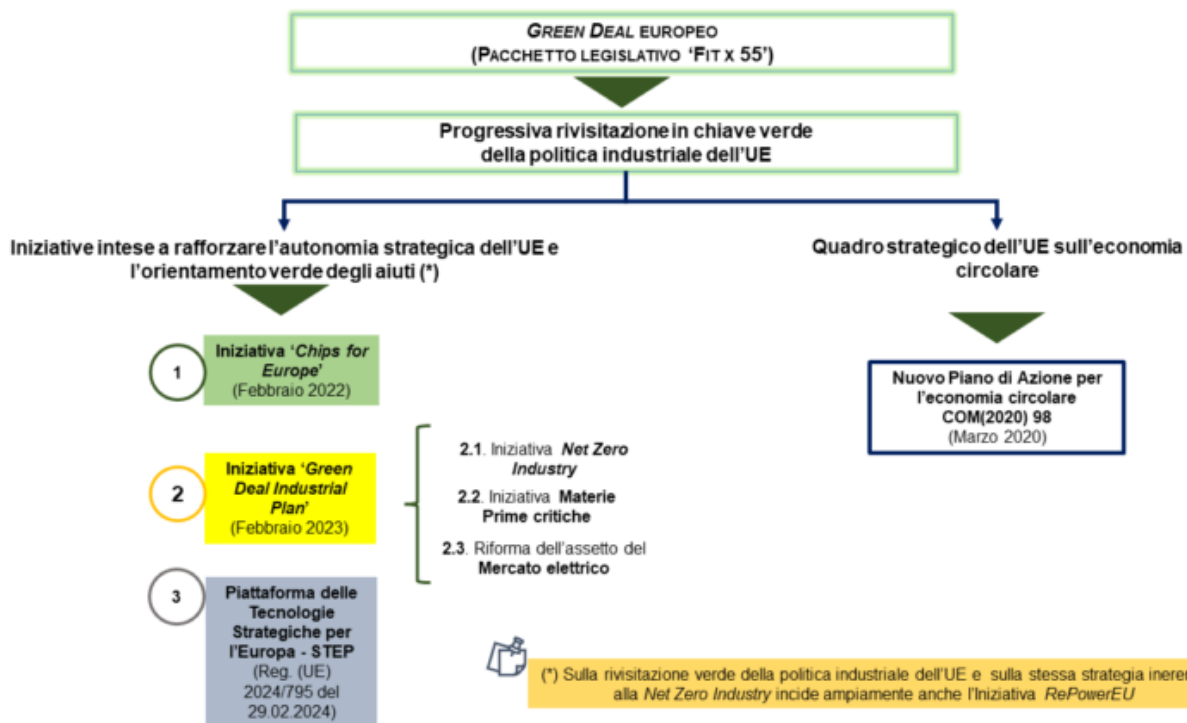 GREEN DEAL EUROPEO
(PACCHETTO LEGISLATIVO ‘FIT X 55’)
Progressiva rivisitazione in chiave verde
della politica industriale dell’UE
Iniziative intese a rafforzare l’autonomia strategica dell’UE e
l’orientamento verde degli aiuti (*)
Quadro strategico dell’UE sull’economia
circolare
1
Iniziativa ‘Chips for
Europe’
(Febbraio 2022)
Nuovo Piano di Azione per
l’economia circolare
COM(2020) 98
(Marzo 2020)
2
Iniziativa ‘Green
Deal Industrial
Plan’
(Febbraio 2023)
2.1. Iniziativa Net Zero
Industry
2.2. Iniziativa Materie
Prime critiche
2.3. Riforma dell’assetto del
Mercato elettrico
3
Piattaforma delle
Tecnologie
Strategiche per
l’Europa - STEP
(Reg. (UE)
2024/795 del
29.02.2024)
(*) Sulla rivisitazione verde della politica industriale dell’UE e sulla stessa strategia
alla Net Zero Industry incide ampiamente anche l’Iniziativa RePowerEU